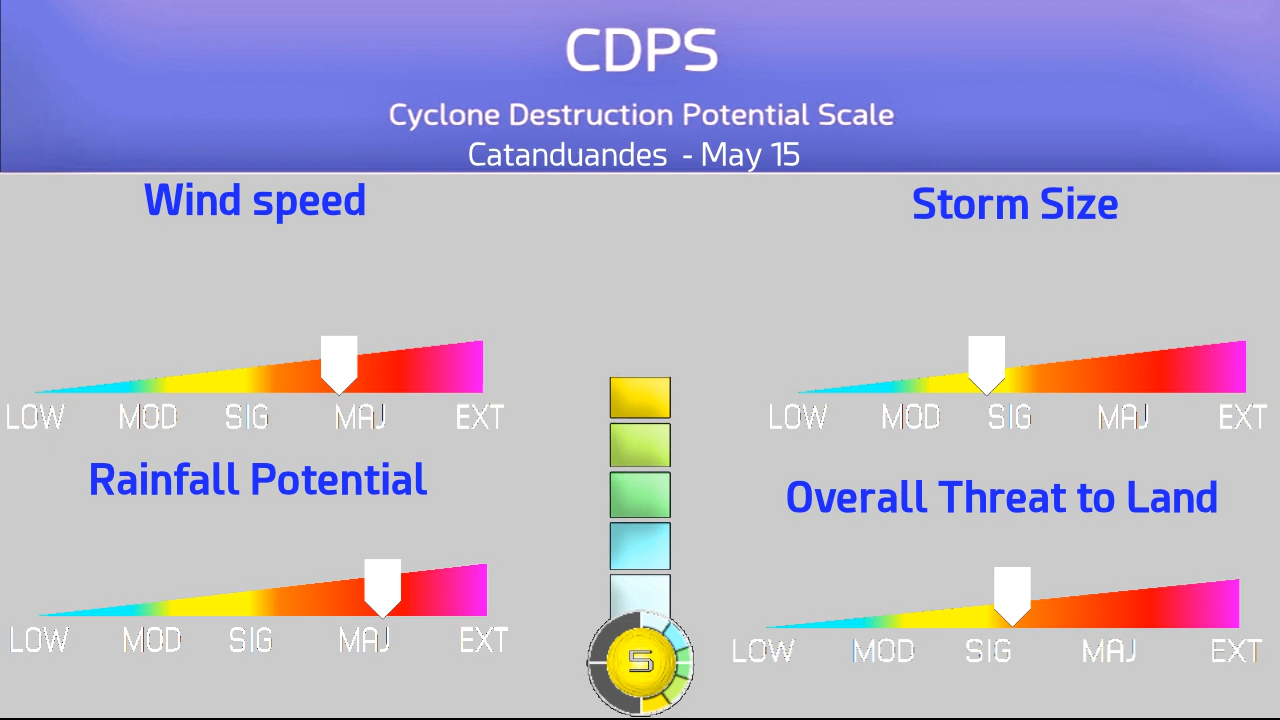 CDPS
Cyclone Destruction Potential Scale
Catanduandes - May 15
Wind speed
LOW MOD SIG MAJ EXT
Storm Size
LOW MOD SIG MAJ EXT
Rainfall Potential
LOW MOD SIG MAJ EXT
Overall Threat to Land
LOW MOD SIG MAJ EXT
5